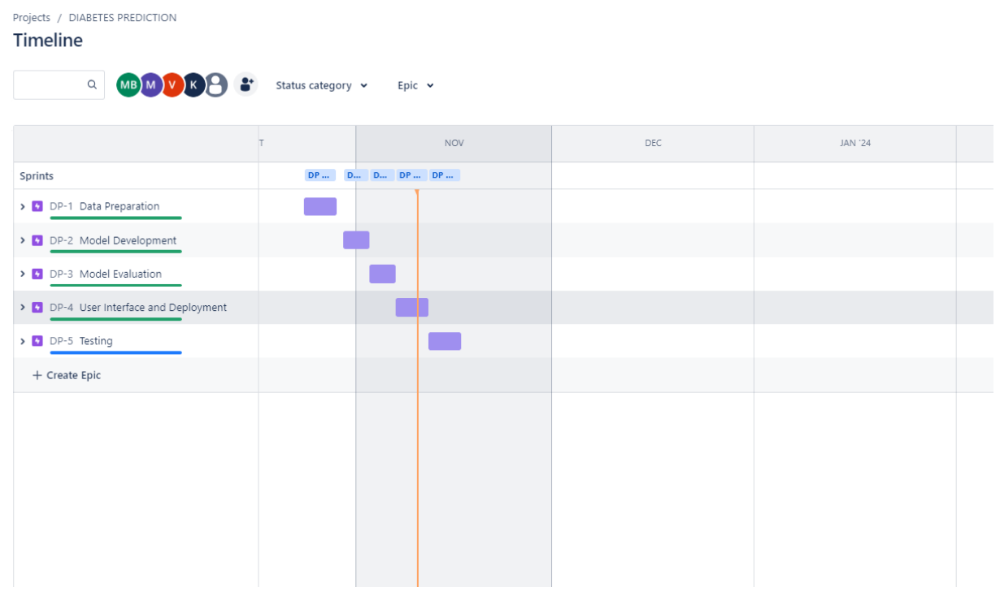 Projects / DIABETES PREDICTION
Timeline
MB M V K Status category Epic
T NOV DEC JAN '24
Sprints DP ... D... D... DP ... DP ...
DP-1 Data Preparation
DP-2 Model Development
DP-3 Model Evaluation
DP-4 User Interface and Deployment
DP-5 Testing
+ Create Epic